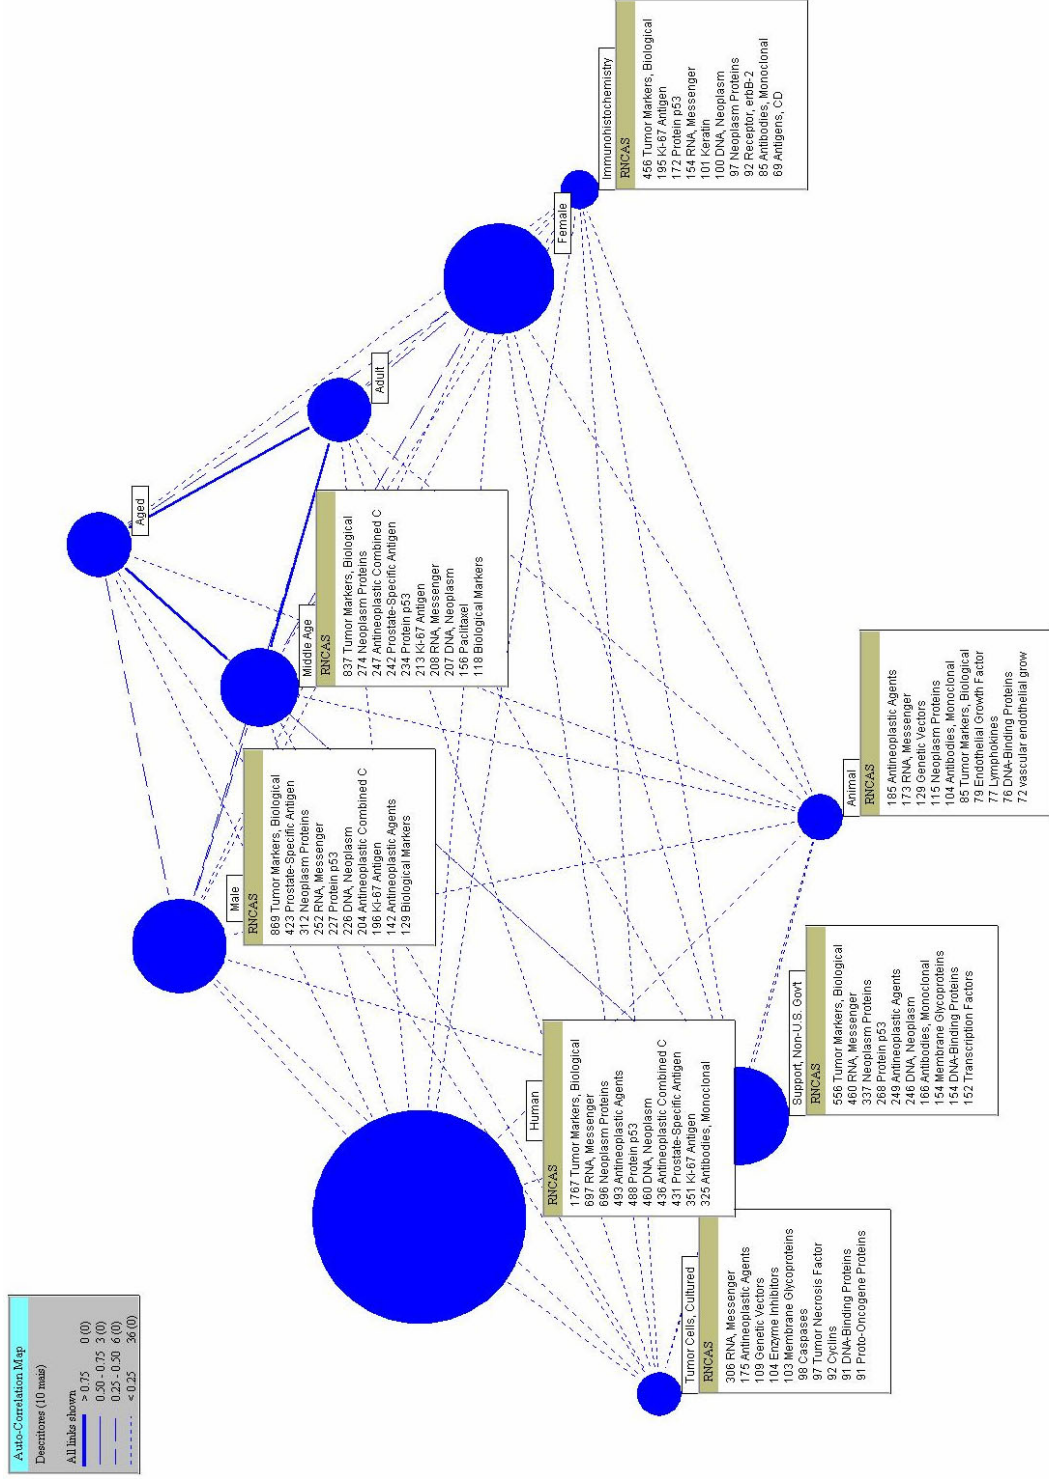 Auto-Correlation Map
Descritores (10 mais)
All links shown
> 0.75 0 (0)
0.50 - 0.75 3 (0)
0.25 - 0.50 6 (0)
< 0.25 36 (0)
Aged
Adult
Female
Middle Age
RNCAS
837 Tumor Markers, Biological
274 Neoplasm Proteins
247 Antineoplastic Combined C
242 Prostate-Specific Antigen
234 Protein p53
213 Ki-67 Antigen
208 RNA, Messenger
207 DNA, Neoplasm
156 Paclitaxel
118 Biological Markers
Male
RNCAS
869 Tumor Markers, Biological
423 Prostate-Specific Antigen
312 Neoplasm Proteins
252 RNA, Messenger
227 Protein p53
226 DNA, Neoplasm
204 Antineoplastic Combined C
196 Ki-67 Antigen
142 Antineoplastic Agents
129 Biological Markers
Immunohistochemistry
RNCAS
456 Tumor Markers, Biological
195 Ki-67 Antigen
172 Protein p53
154 RNA, Messenger
101 Keratin
100 DNA, Neoplasm
97 Neoplasm Proteins
92 Receptor, erbB-2
85 Antibodies, Monoclonal
69 Antigens, CD
Human
RNCAS
1767 Tumor Markers, Biological
697 RNA, Messenger
696 Neoplasm Proteins
493 Antineoplastic Agents
488 Protein p53
460 DNA, Neoplasm
436 Antineoplastic Combined C
431 Prostate-Specific Antigen
351 Ki-67 Antigen
325 Antibodies, Monoclonal
Tumor Cells, Cultured
RNCAS
306 RNA, Messenger
175 Antineoplastic Agents
109 Genetic Vectors
104 Enzyme Inhibitors
103 Membrane Glycoproteins
98 Caspases
97 Tumor Necrosis Factor
92 Cyclins
91 DNA-Binding Proteins
91 Proto-Oncogene Proteins
Support, Non-U.S. Gov't
RNCAS
556 Tumor Markers, Biological
460 RNA, Messenger
337 Neoplasm Proteins
268 Protein p53
249 Antineoplastic Agents
246 DNA, Neoplasm
166 Antibodies, Monoclonal
154 Membrane Glycoproteins
154 DNA-Binding Proteins
152 Transcription Factors
Animal
RNCAS
185 Antineoplastic Agents
173 RNA, Messenger
129 Genetic Vectors
115 Neoplasm Proteins
104 Antibodies, Monoclonal
85 Tumor Markers, Biological
79 Endothelial Growth Factor
77 Lymphokines
76 DNA-Binding Proteins
72 vascular endothelial grow